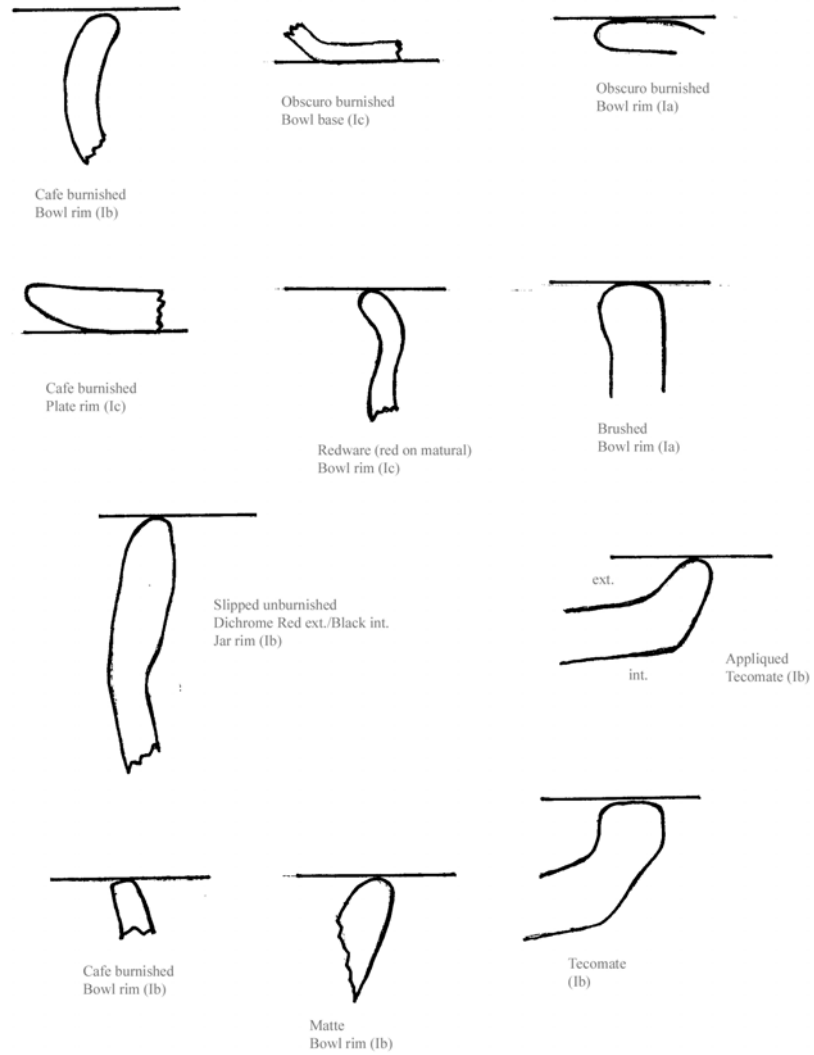 Cafe burnished
Bowl rim (Ib)
Obscuro burnished
Bowl base (Ic)
Obscuro burnished
Bowl rim (Ia)
Cafe burnished
Plate rim (Ic)
Redware (red on matural)
Bowl rim (Ic)
Brushed
Bowl rim (Ia)
Slipped unburnished
Dichrome Red ext./Black int.
Jar rim (Ib)
ext.
int.
Appliqued
Tecomate (Ib)
Cafe burnished
Bowl rim (Ib)
Matte
Bowl rim (Ib)
Tecomate
(Ib)